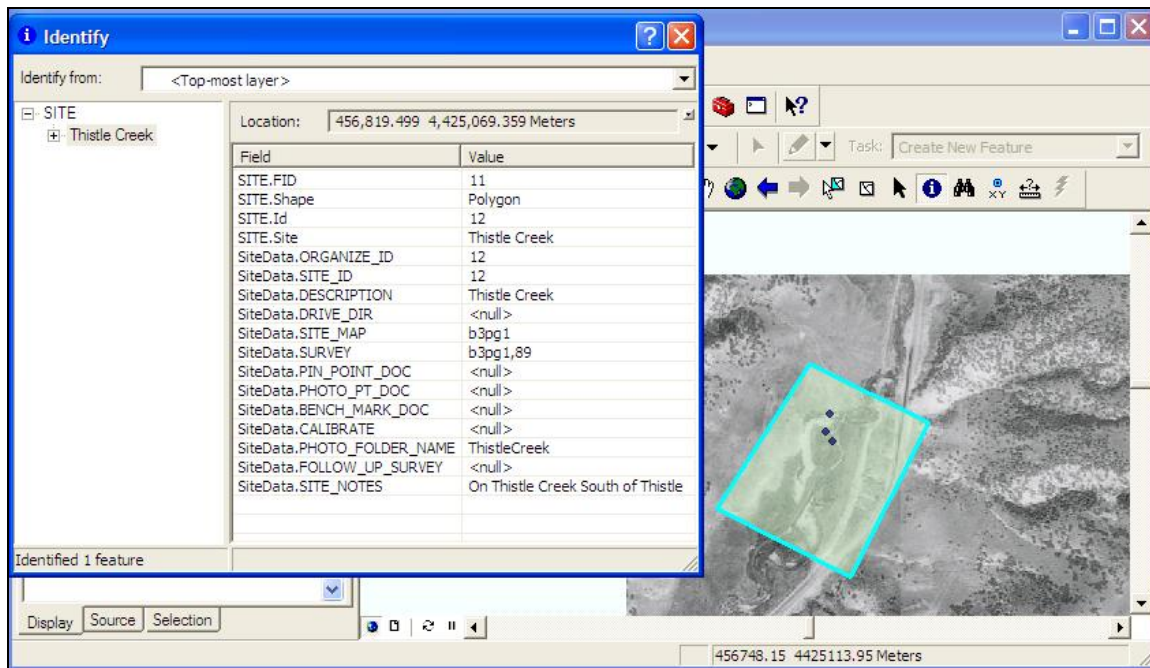 Identify
Identify from: <Top-most layer>
SITE
Thistle Creek
Location: 456,819.499 4,425,069.359 Meters
Field Value
SITE.FID 11
SITE.Shape Polygon
SITE.Id 12
SITE.Site Thistle Creek
SiteData.ORGANIZE_ID 12
SiteData.SITE_ID 12
SiteData.DESCRIPTION Thistle Creek
SiteData.DRIVE_DIR <null>
SiteData.SITE_MAP b3pg1
SiteData.SURVEY b3pg1,89
SiteData.PIN_POINT_DOC <null>
SiteData.PHOTO_PT_DOC <null>
SiteData.BENCH_MARK_DOC <null>
SiteData.CALIBRATE <null>
SiteData.PHOTO_FOLDER_NAME ThistleCreek
SiteData.FOLLOW_UP_SURVEY <null>
SiteData.SITE_NOTES On Thistle Creek South of Thistle
Identified 1 feature
Task: Create New Feature
XY
Display Source Selection
456748.15 4425113.95 Meters